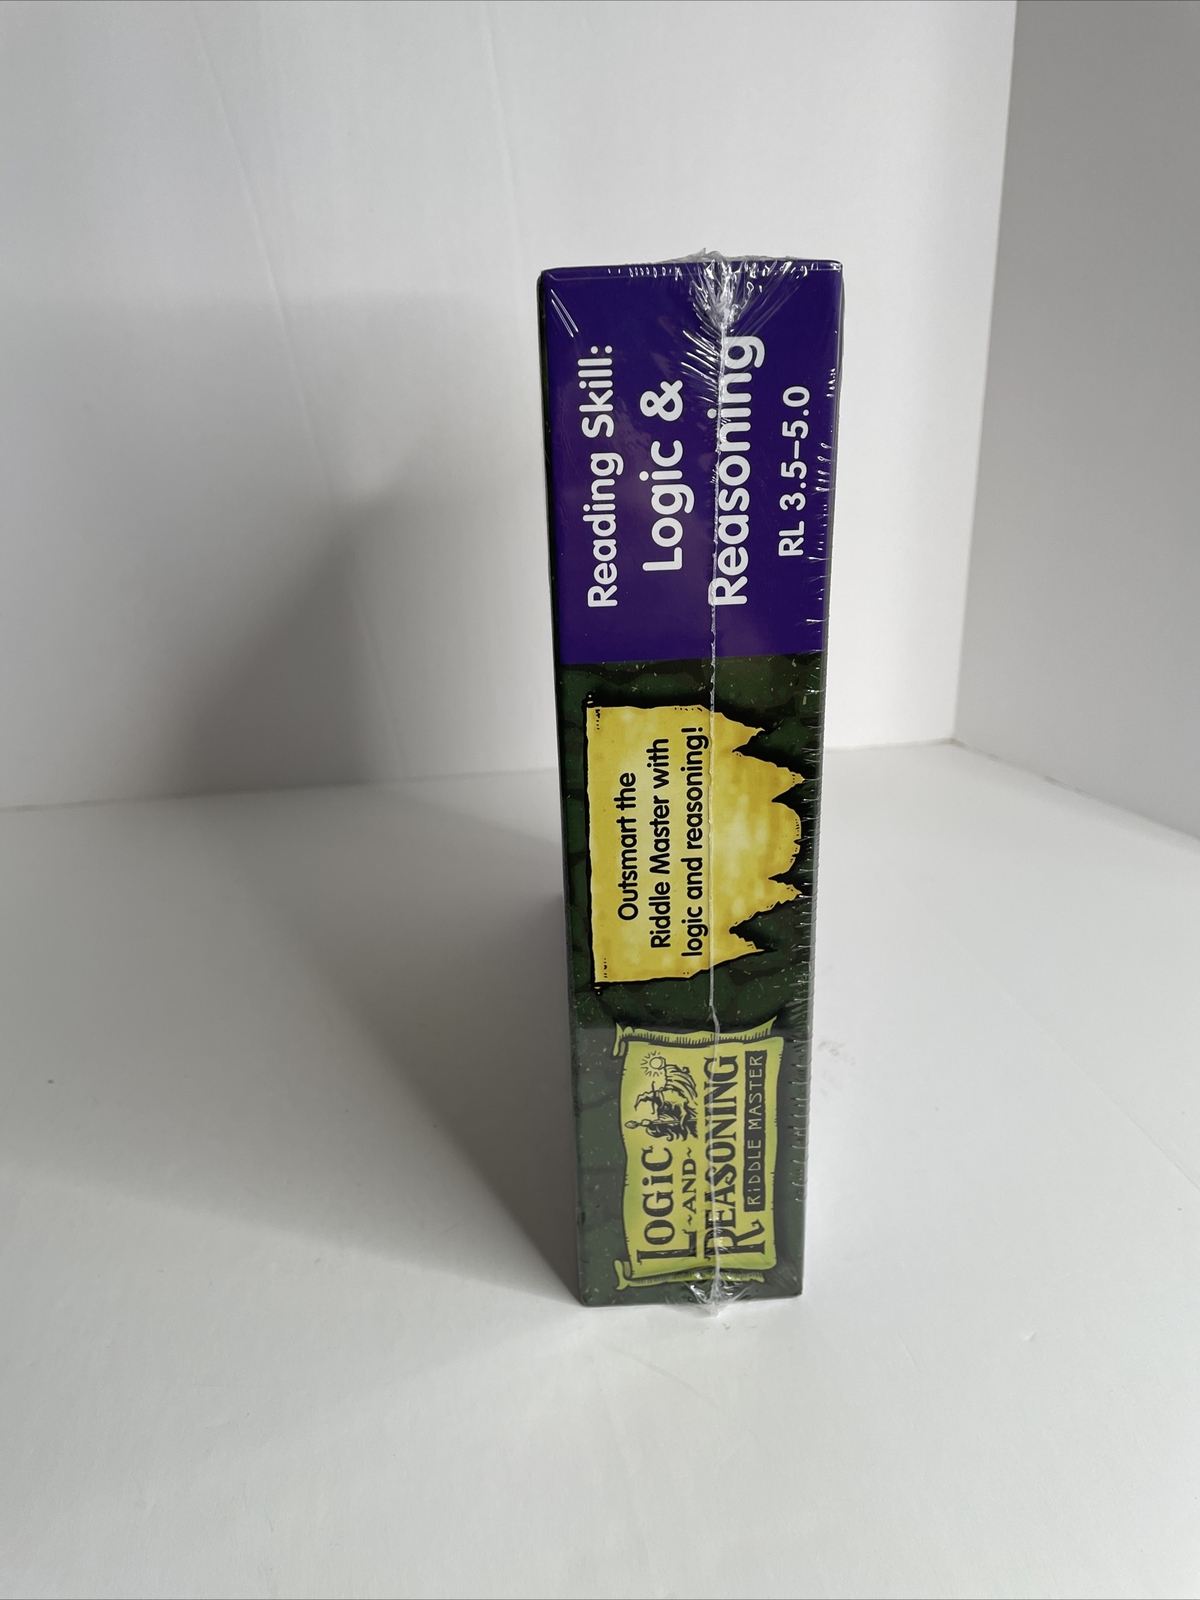 Reading Skill:
Logic &
Reasoning
RL 3.5–5.0
Outsmart the
Riddle Master with
logic and reasoning!
LOGiC
~AND~
REASONING
RiDDLE MASTER